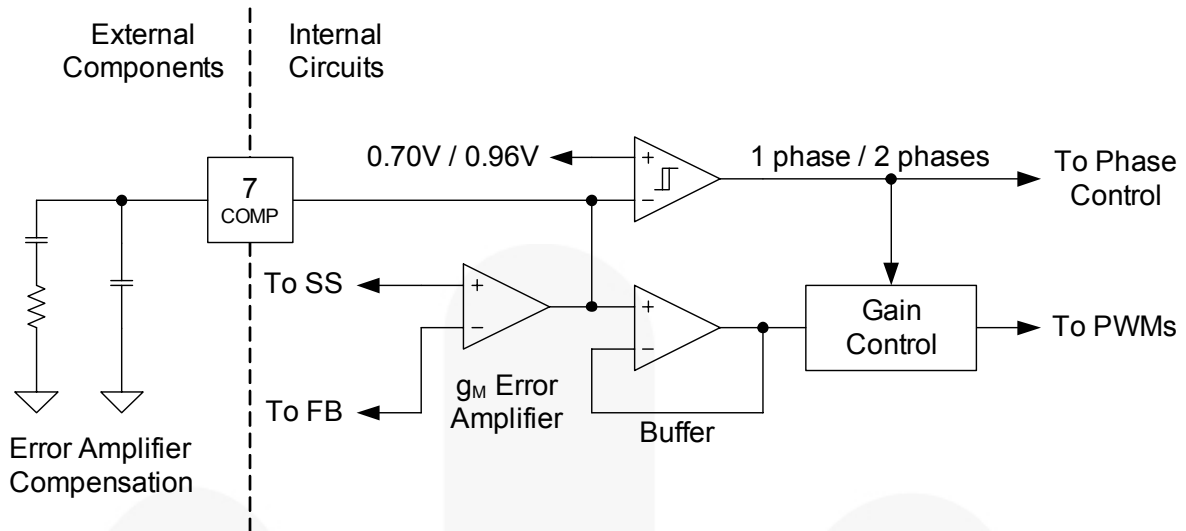 External
Components
Internal
Circuits
0.70V / 0.96V
+
−
1 phase / 2 phases
To Phase
Control
7
COMP
To SS
+
−
To FB
gM Error
Amplifier
+
−
Buffer
Gain
Control
To PWMs
Error Amplifier
Compensation